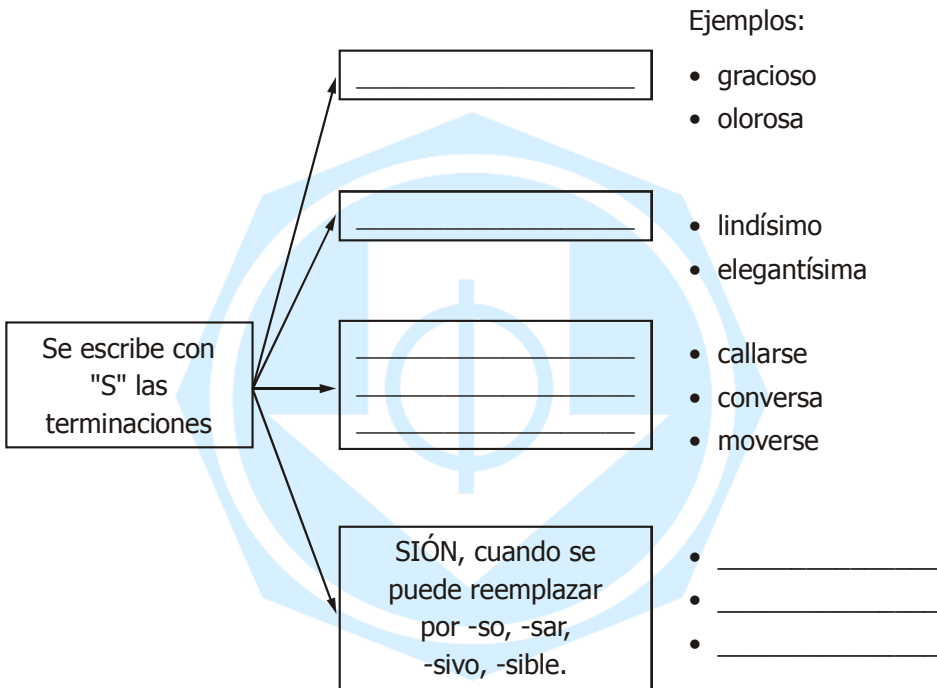 Ejemplos:
• gracioso
• olorosa
• lindísimo
• elegantísima
Se escribe con
"S" las
terminaciones
• callarse
• conversa
• moverse
SIÓN, cuando se
puede reemplazar
por -so, -sar,
-sivo, -sible.